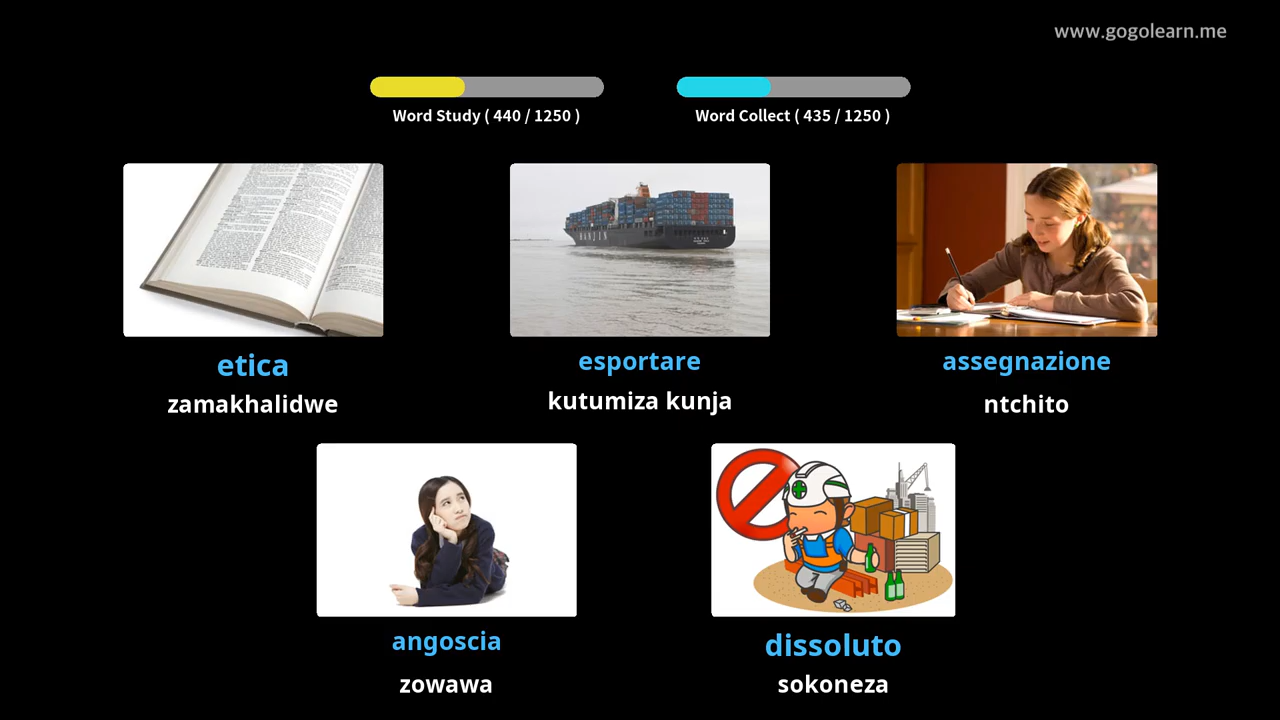 www.gogolearn.me
Word Study ( 440 / 1250 )
Word Collect ( 435 / 1250 )
HANJIN
etica
esportare
assegnazione
zamakhalidwe
kutumiza kunja
ntchito
angoscia
dissoluto
zowawa
sokoneza